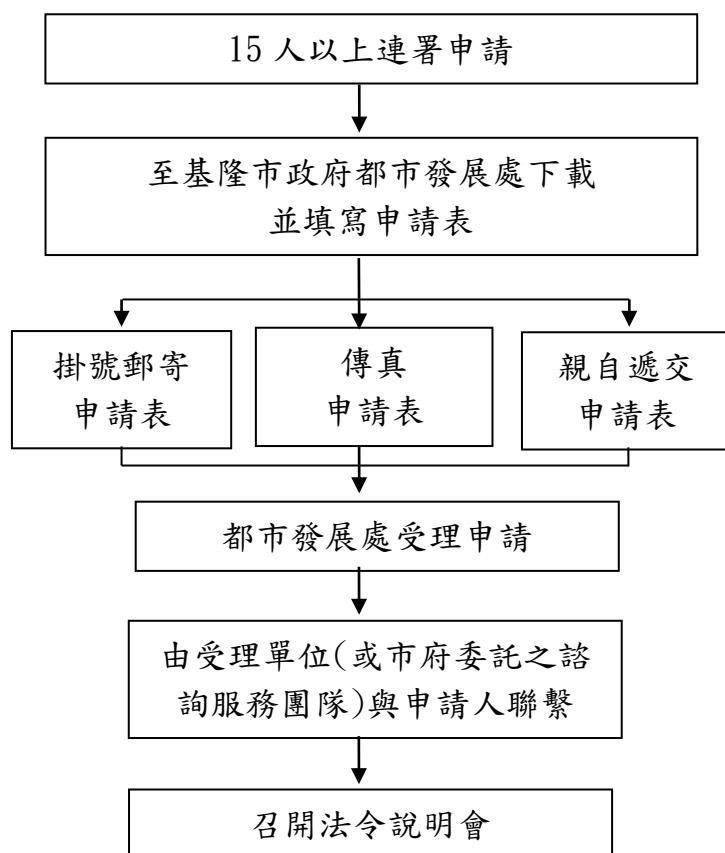 15 人以上連署申請
至基隆市政府都市發展處下載
並填寫申請表
掛號郵寄
申請表
傳真
申請表
親自遞交
申請表
都市發展處受理申請
由受理單位(或市府委託之諮
詢服務團隊)與申請人聯繫
召開法令說明會